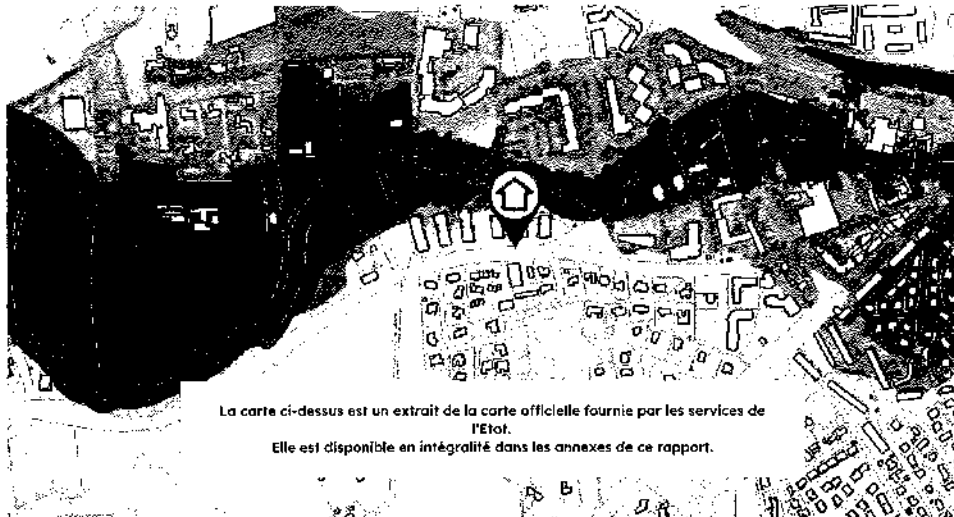 La carte ci-dessus est un extrait de la carte officielle fournie par les services de
l'Etat.
Elle est disponible en intégralité dans les annexes de ce rapport.